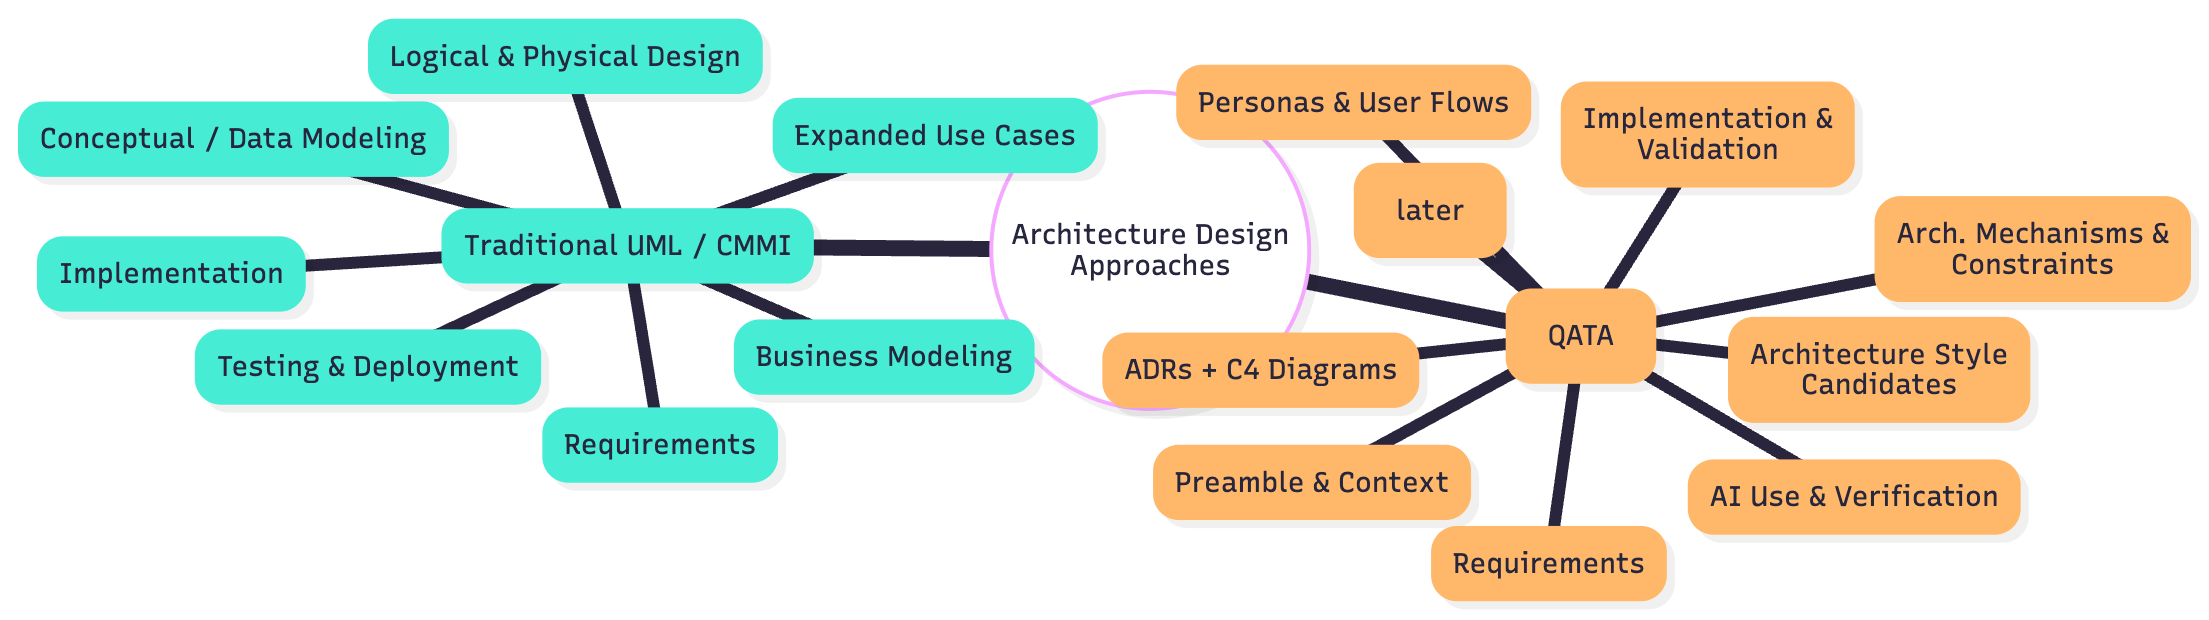 Logical & Physical Design
Conceptual / Data Modeling
Expanded Use Cases
Traditional UML / CMMI
Implementation
Testing & Deployment
Business Modeling
Requirements
Architecture Design
Approaches
Personas & User Flows
later
Implementation &
Validation
Arch. Mechanisms &
Constraints
QATA
ADRs + C4 Diagrams
Architecture Style
Candidates
Preamble & Context
AI Use & Verification
Requirements